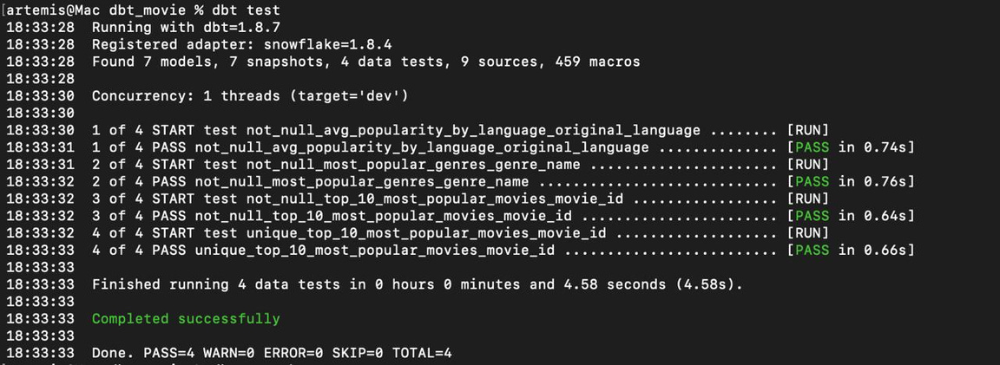 [artemis@Mac dbt_movie % dbt test
18:33:28  Running with dbt=1.8.7
18:33:28  Registered adapter: snowflake=1.8.4
18:33:28  Found 7 models, 7 snapshots, 4 data tests, 9 sources, 459 macros
18:33:28
18:33:30  Concurrency: 1 threads (target='dev')
18:33:30
18:33:30  1 of 4 START test not_null_avg_popularity_by_language_original_language ........ [RUN]
18:33:31  1 of 4 PASS not_null_avg_popularity_by_language_original_language .............. [PASS in 0.74s]
18:33:31  2 of 4 START test not_null_most_popular_genres_genre_name ...................... [RUN]
18:33:32  2 of 4 PASS not_null_most_popular_genres_genre_name ............................ [PASS in 0.76s]
18:33:32  3 of 4 START test not_null_top_10_most_popular_movies_movie_id ................. [RUN]
18:33:32  3 of 4 PASS not_null_top_10_most_popular_movies_movie_id ....................... [PASS in 0.64s]
18:33:32  4 of 4 START test unique_top_10_most_popular_movies_movie_id ................... [RUN]
18:33:33  4 of 4 PASS unique_top_10_most_popular_movies_movie_id ......................... [PASS in 0.66s]
18:33:33
18:33:33  Finished running 4 data tests in 0 hours 0 minutes and 4.58 seconds (4.58s).
18:33:33
18:33:33  Completed successfully
18:33:33
18:33:33  Done. PASS=4 WARN=0 ERROR=0 SKIP=0 TOTAL=4